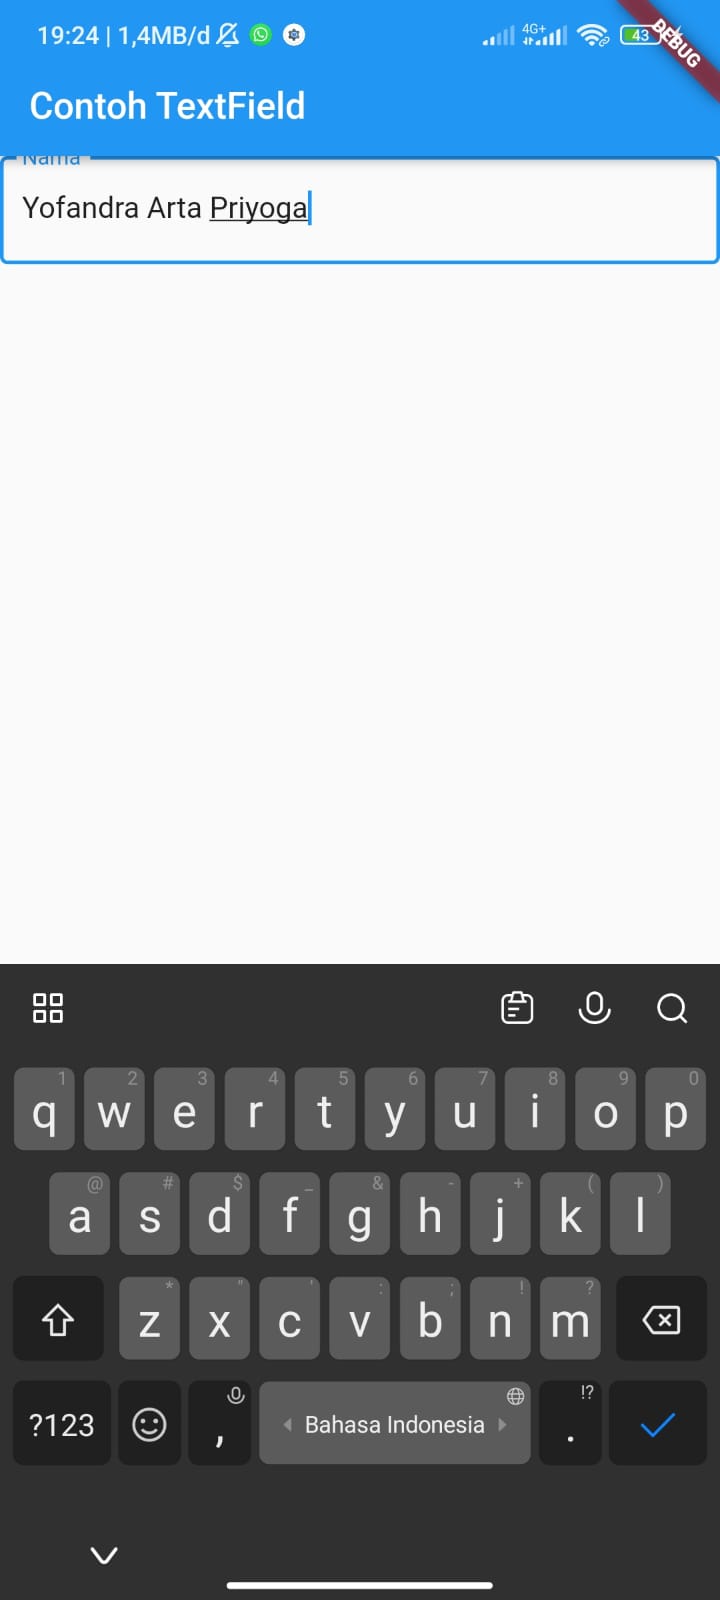 19:24 | 1,4MB/d 4G+ 43
DEBUG
Contoh TextField
Nama
Yofandra Arta Priyoga
1 2 3 4 5 6 7 8 9 0
q w e r t y u i o p
@ # $ _ & - + ( )
a s d f g h j k l
* " ' : ; ! ?
z x c v b n m
!?
?123 , Bahasa Indonesia .